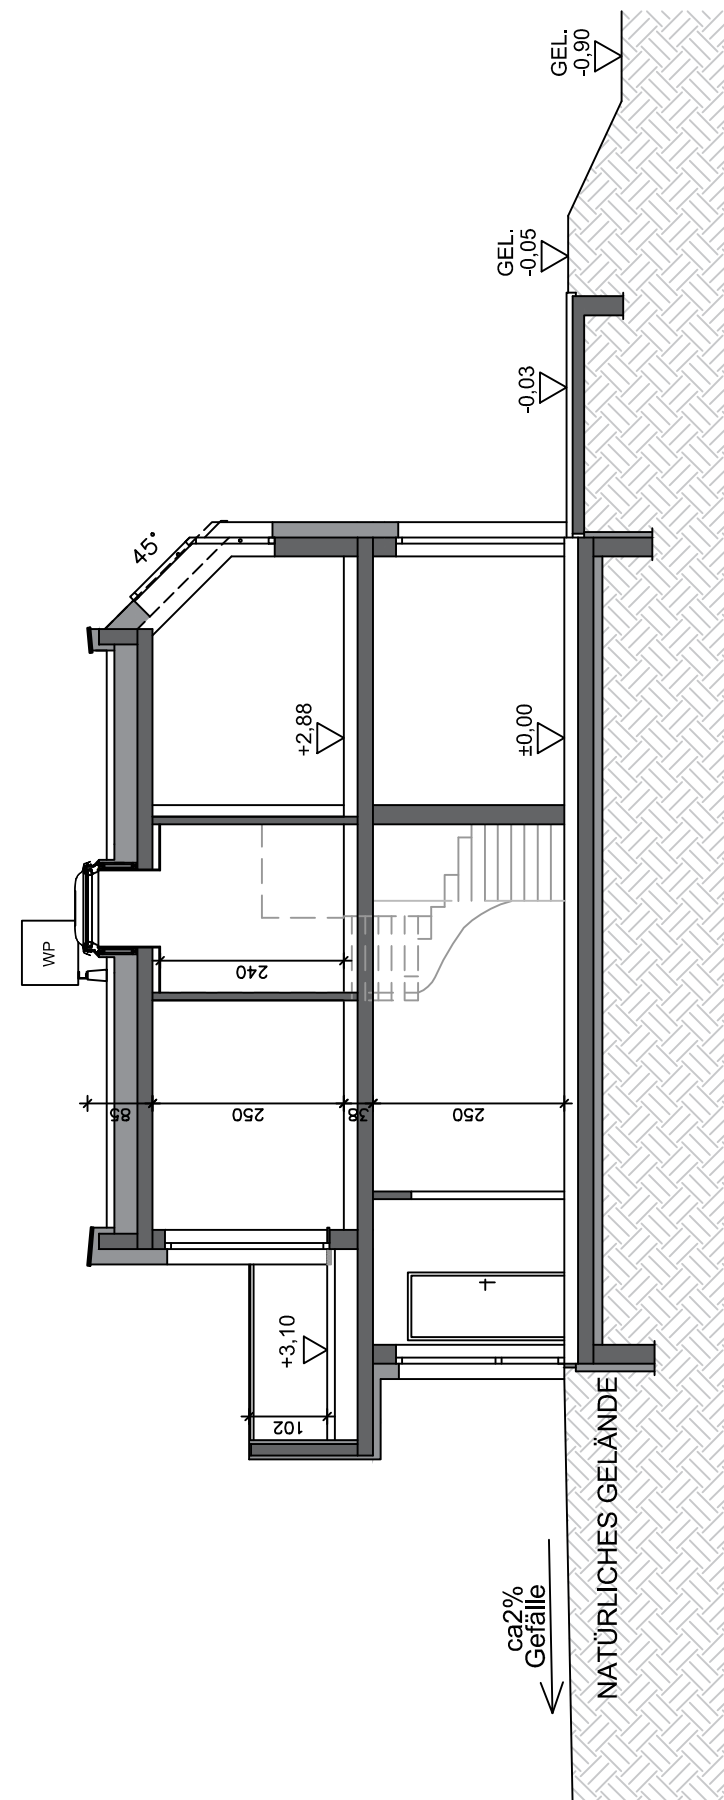 WP
45°
85
250
240
38
250
102
+3,10
+2,88
±0,00
-0,03
GEL.
-0,05
GEL.
-0,90
ca2%
Gefälle
NATÜRLICHES GELÄNDE